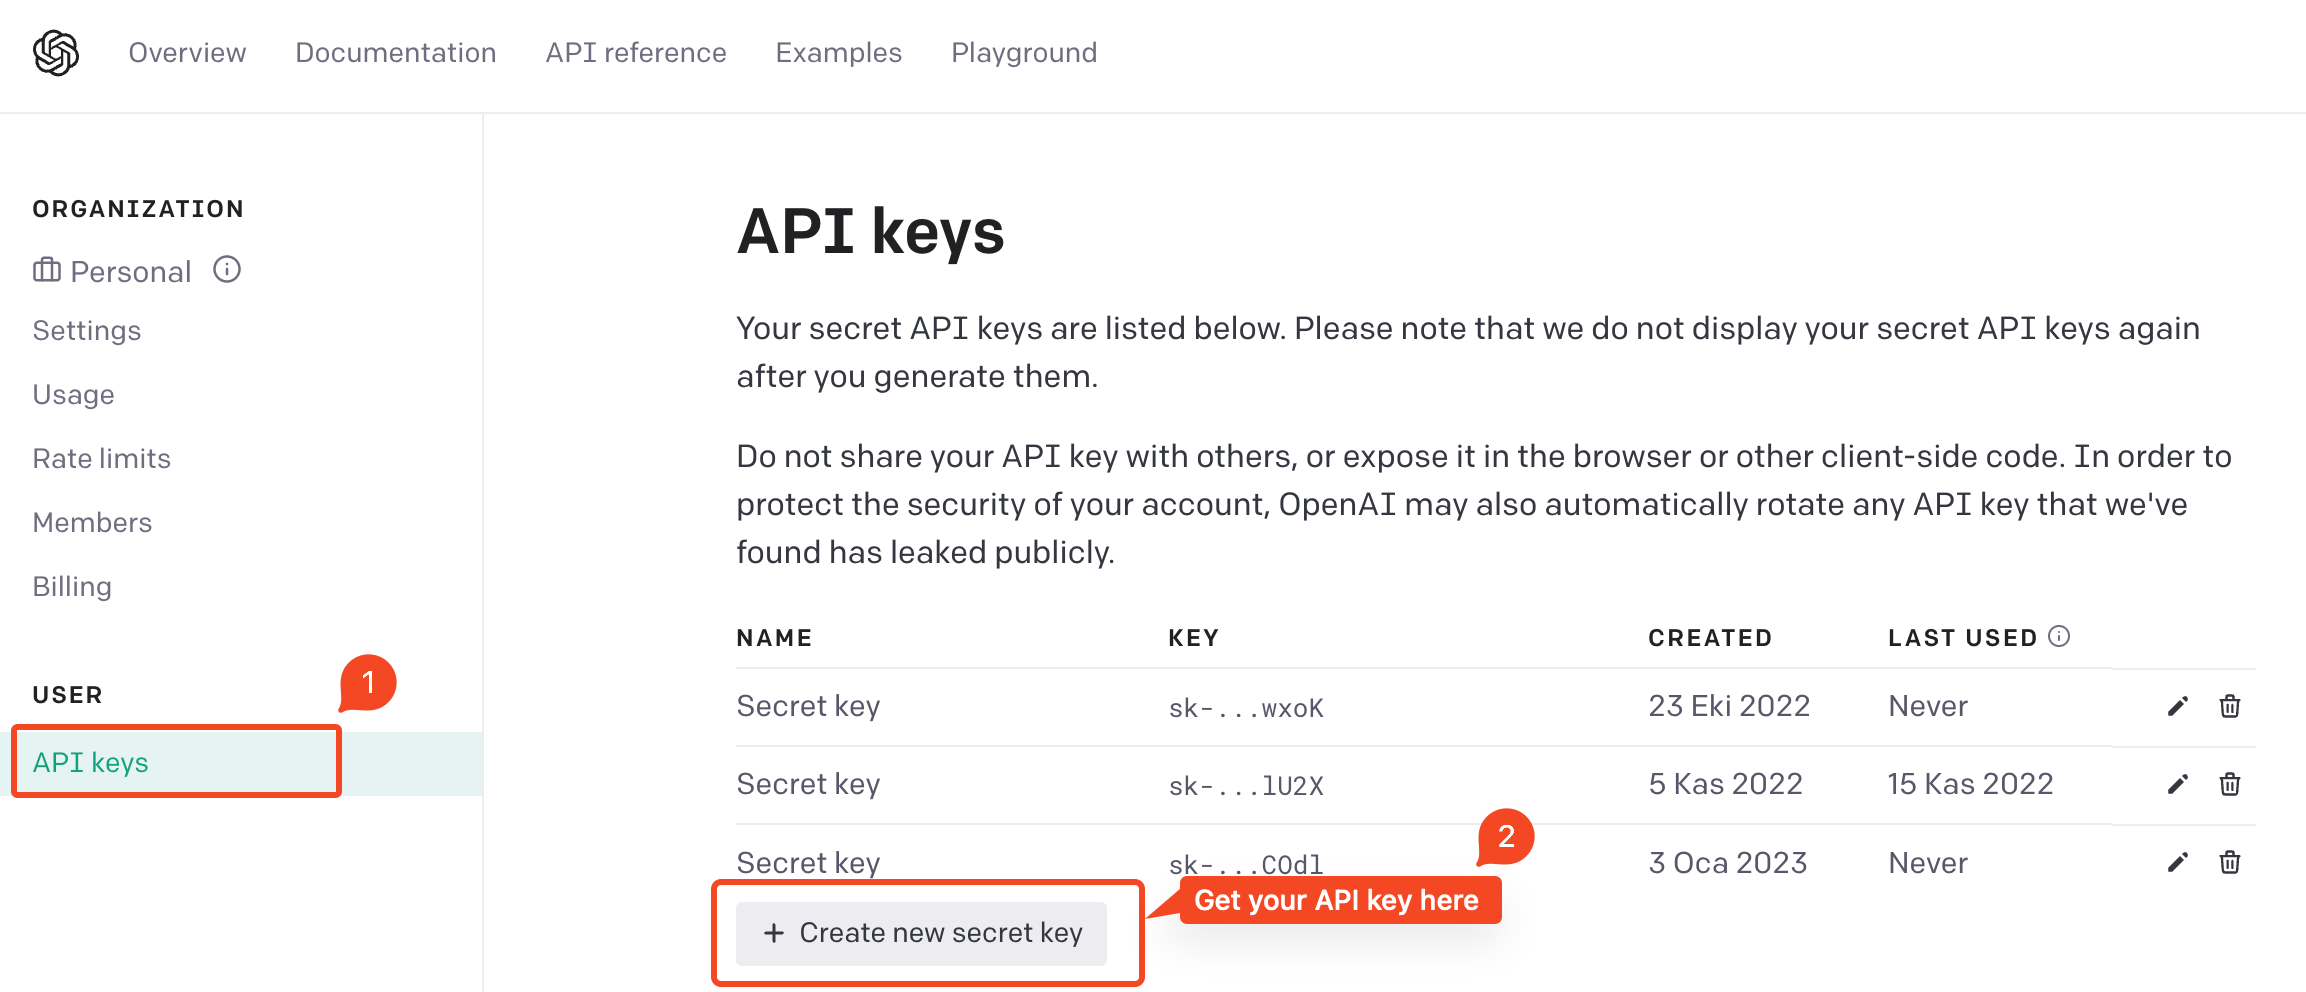 Overview Documentation API reference Examples Playground
ORGANIZATION
Personal
Settings
Usage
Rate limits
Members
Billing
USER
1
API keys
API keys
Your secret API keys are listed below. Please note that we do not display your secret API keys again
after you generate them.
Do not share your API key with others, or expose it in the browser or other client-side code. In order to
protect the security of your account, OpenAI may also automatically rotate any API key that we've
found has leaked publicly.
NAME KEY CREATED LAST USED
Secret key sk-...wxoK 23 Eki 2022 Never
Secret key sk-...lU2X 5 Kas 2022 15 Kas 2022
Secret key sk-...COdl 3 Oca 2023 Never
2
Get your API key here
+ Create new secret key